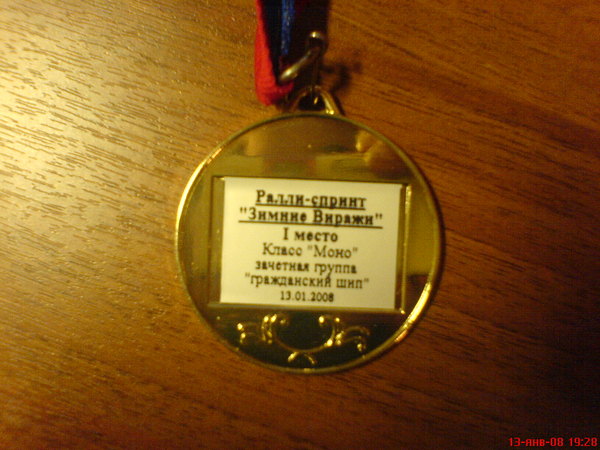 Ралли-спринт
"Зимние Виражи"
I место
Класс "Моно"
зачетная группа
"гражданский шип"
13.01.2008
13-янв-08 19:28